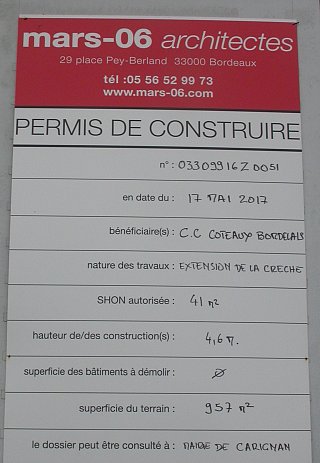 mars-06 architectes
29 place Pey-Berland 33000 Bordeaux
tél :05 56 52 99 73
www.mars-06.com
PERMIS DE CONSTRUIRE
n° : 03309916Z0051
en date du : 17 MAI 2017
bénéficiaire(s) : C.C COTEAUX BORDELAIS
nature des travaux : EXTENSION DE LA CRECHE
SHON autorisée : 41 m²
hauteur de/des construction(s) : 4,6 M.
superficie des bâtiments à démolir : Ø
superficie du terrain : 957 m²
le dossier peut être consulté à : MAIRIE DE CARIGNAN